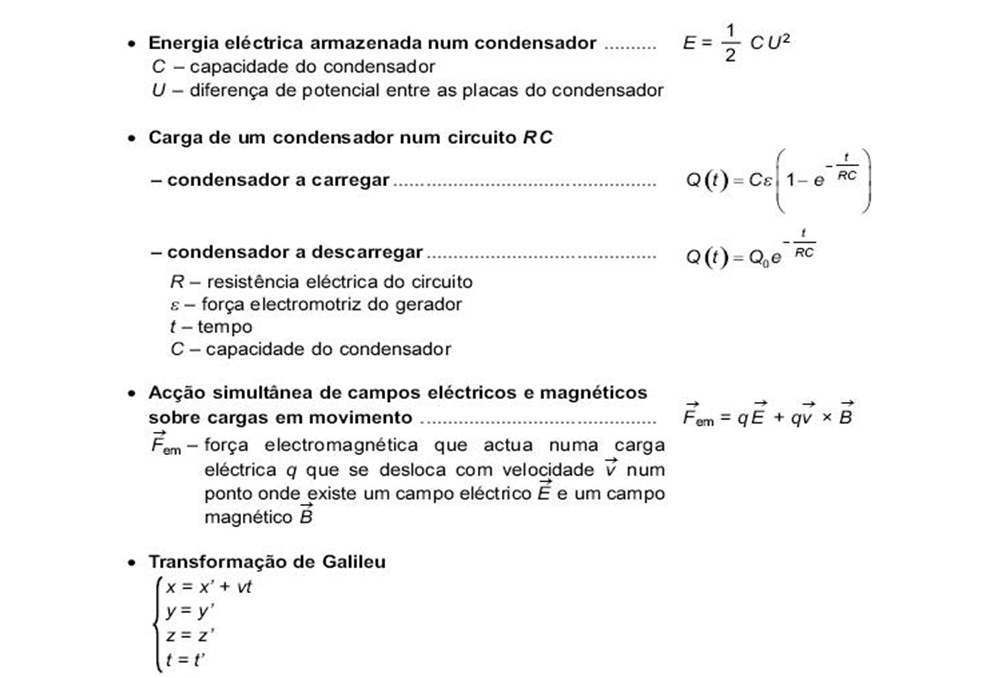 • Energia eléctrica armazenada num condensador .......... E = 1/2 C U²
C – capacidade do condensador
U – diferença de potencial entre as placas do condensador
• Carga de um condensador num circuito RC
– condensador a carregar ................................................ Q(t) = Cε(1 – e^(-t/RC))
– condensador a descarregar .......................................... Q(t) = Q₀e^(-t/RC)
R – resistência eléctrica do circuito
ε – força electromotriz do gerador
t – tempo
C – capacidade do condensador
• Acção simultânea de campos eléctricos e magnéticos
sobre cargas em movimento ........................................... F⃗em = qE⃗ + qv⃗ × B⃗
F⃗em – força electromagnética que actua numa carga
eléctrica q que se desloca com velocidade v⃗ num
ponto onde existe um campo eléctrico E⃗ e um campo
magnético B⃗
• Transformação de Galileu
x = x' + vt
y = y'
z = z'
t = t'